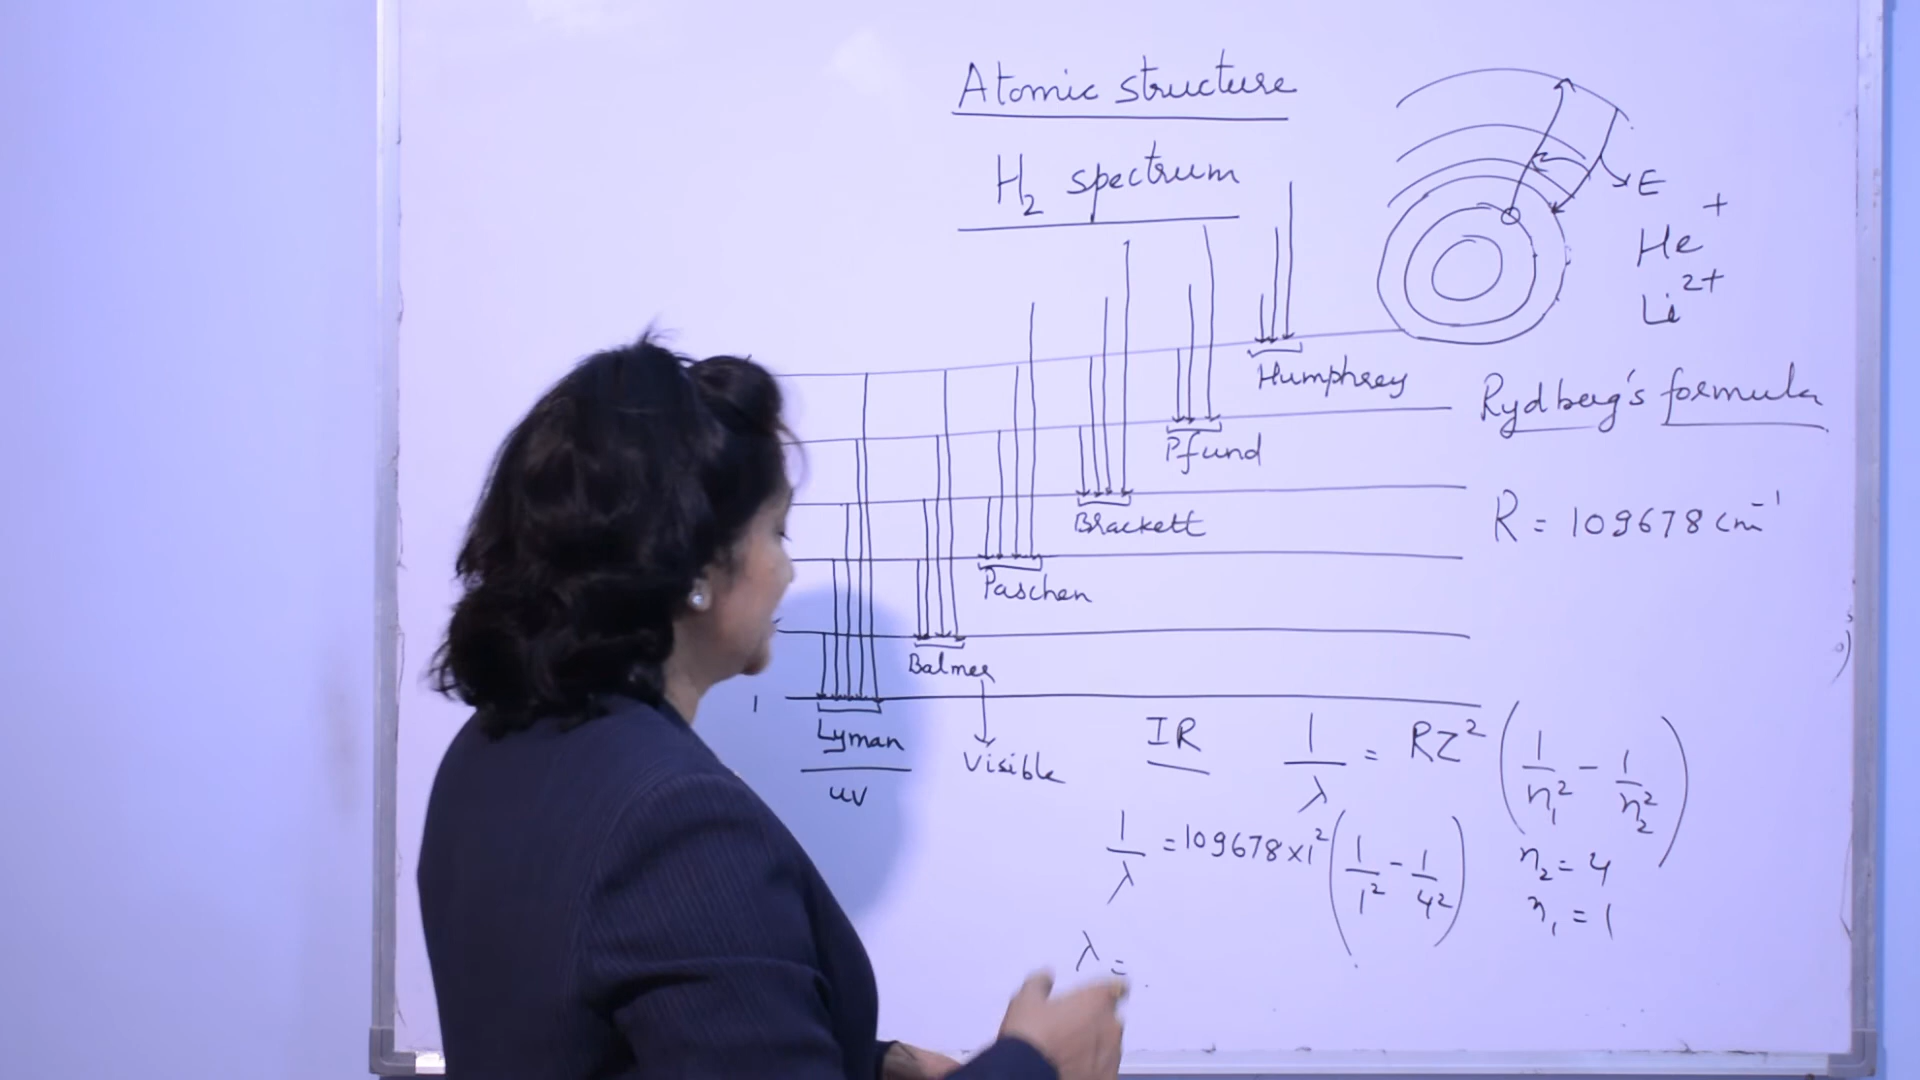 Atomic structure
H₂ spectrum
E
He⁺
Li²⁺
Humphrey
Rydberg's formula
Pfund
R = 109678 cm⁻¹
Brackett
Paschen
Balmer
1
Lyman
UV
Visible
IR
1/λ = RZ² (1/n₁² - 1/n₂²)
1/λ = 109678 × 1² (1/1² - 1/4²)
n₂ = 4
n₁ = 1
λ =